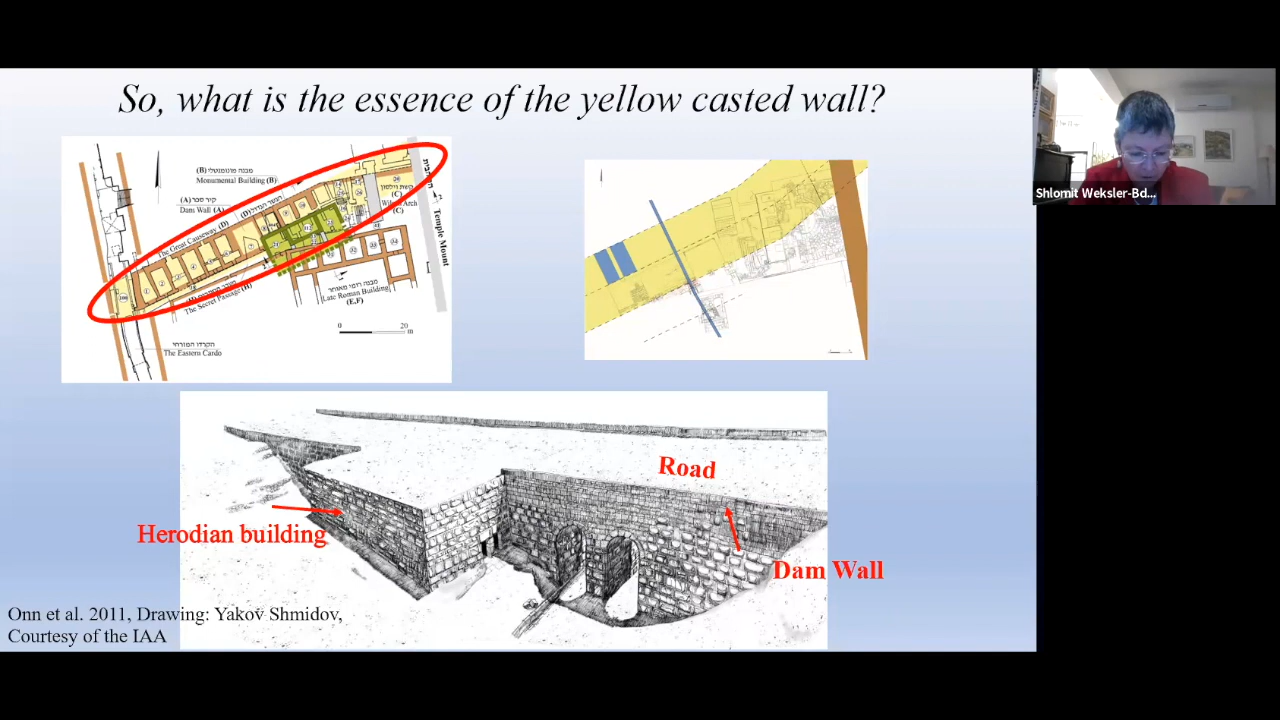 So, what is the essence of the yellow casted wall?
Shlomit Weksler-Bd...
(B) מבנה מונומנטלי
Monumental Building (B)
(A) קיר סכר
Dam Wall (A)
The Great Causeway (D)
קשת וילסון
(C)
Wilson's Arch
(C)
Temple Mount
The Secret Passage (H)
מבנה רומי מאוחר
Late Roman Building
(E,F)
0 20
m
הקרדו המזרחי
The Eastern Cardo
Road
Herodian building
Dam Wall
Onn et al. 2011, Drawing: Yakov Shmidov,
Courtesy of the IAA